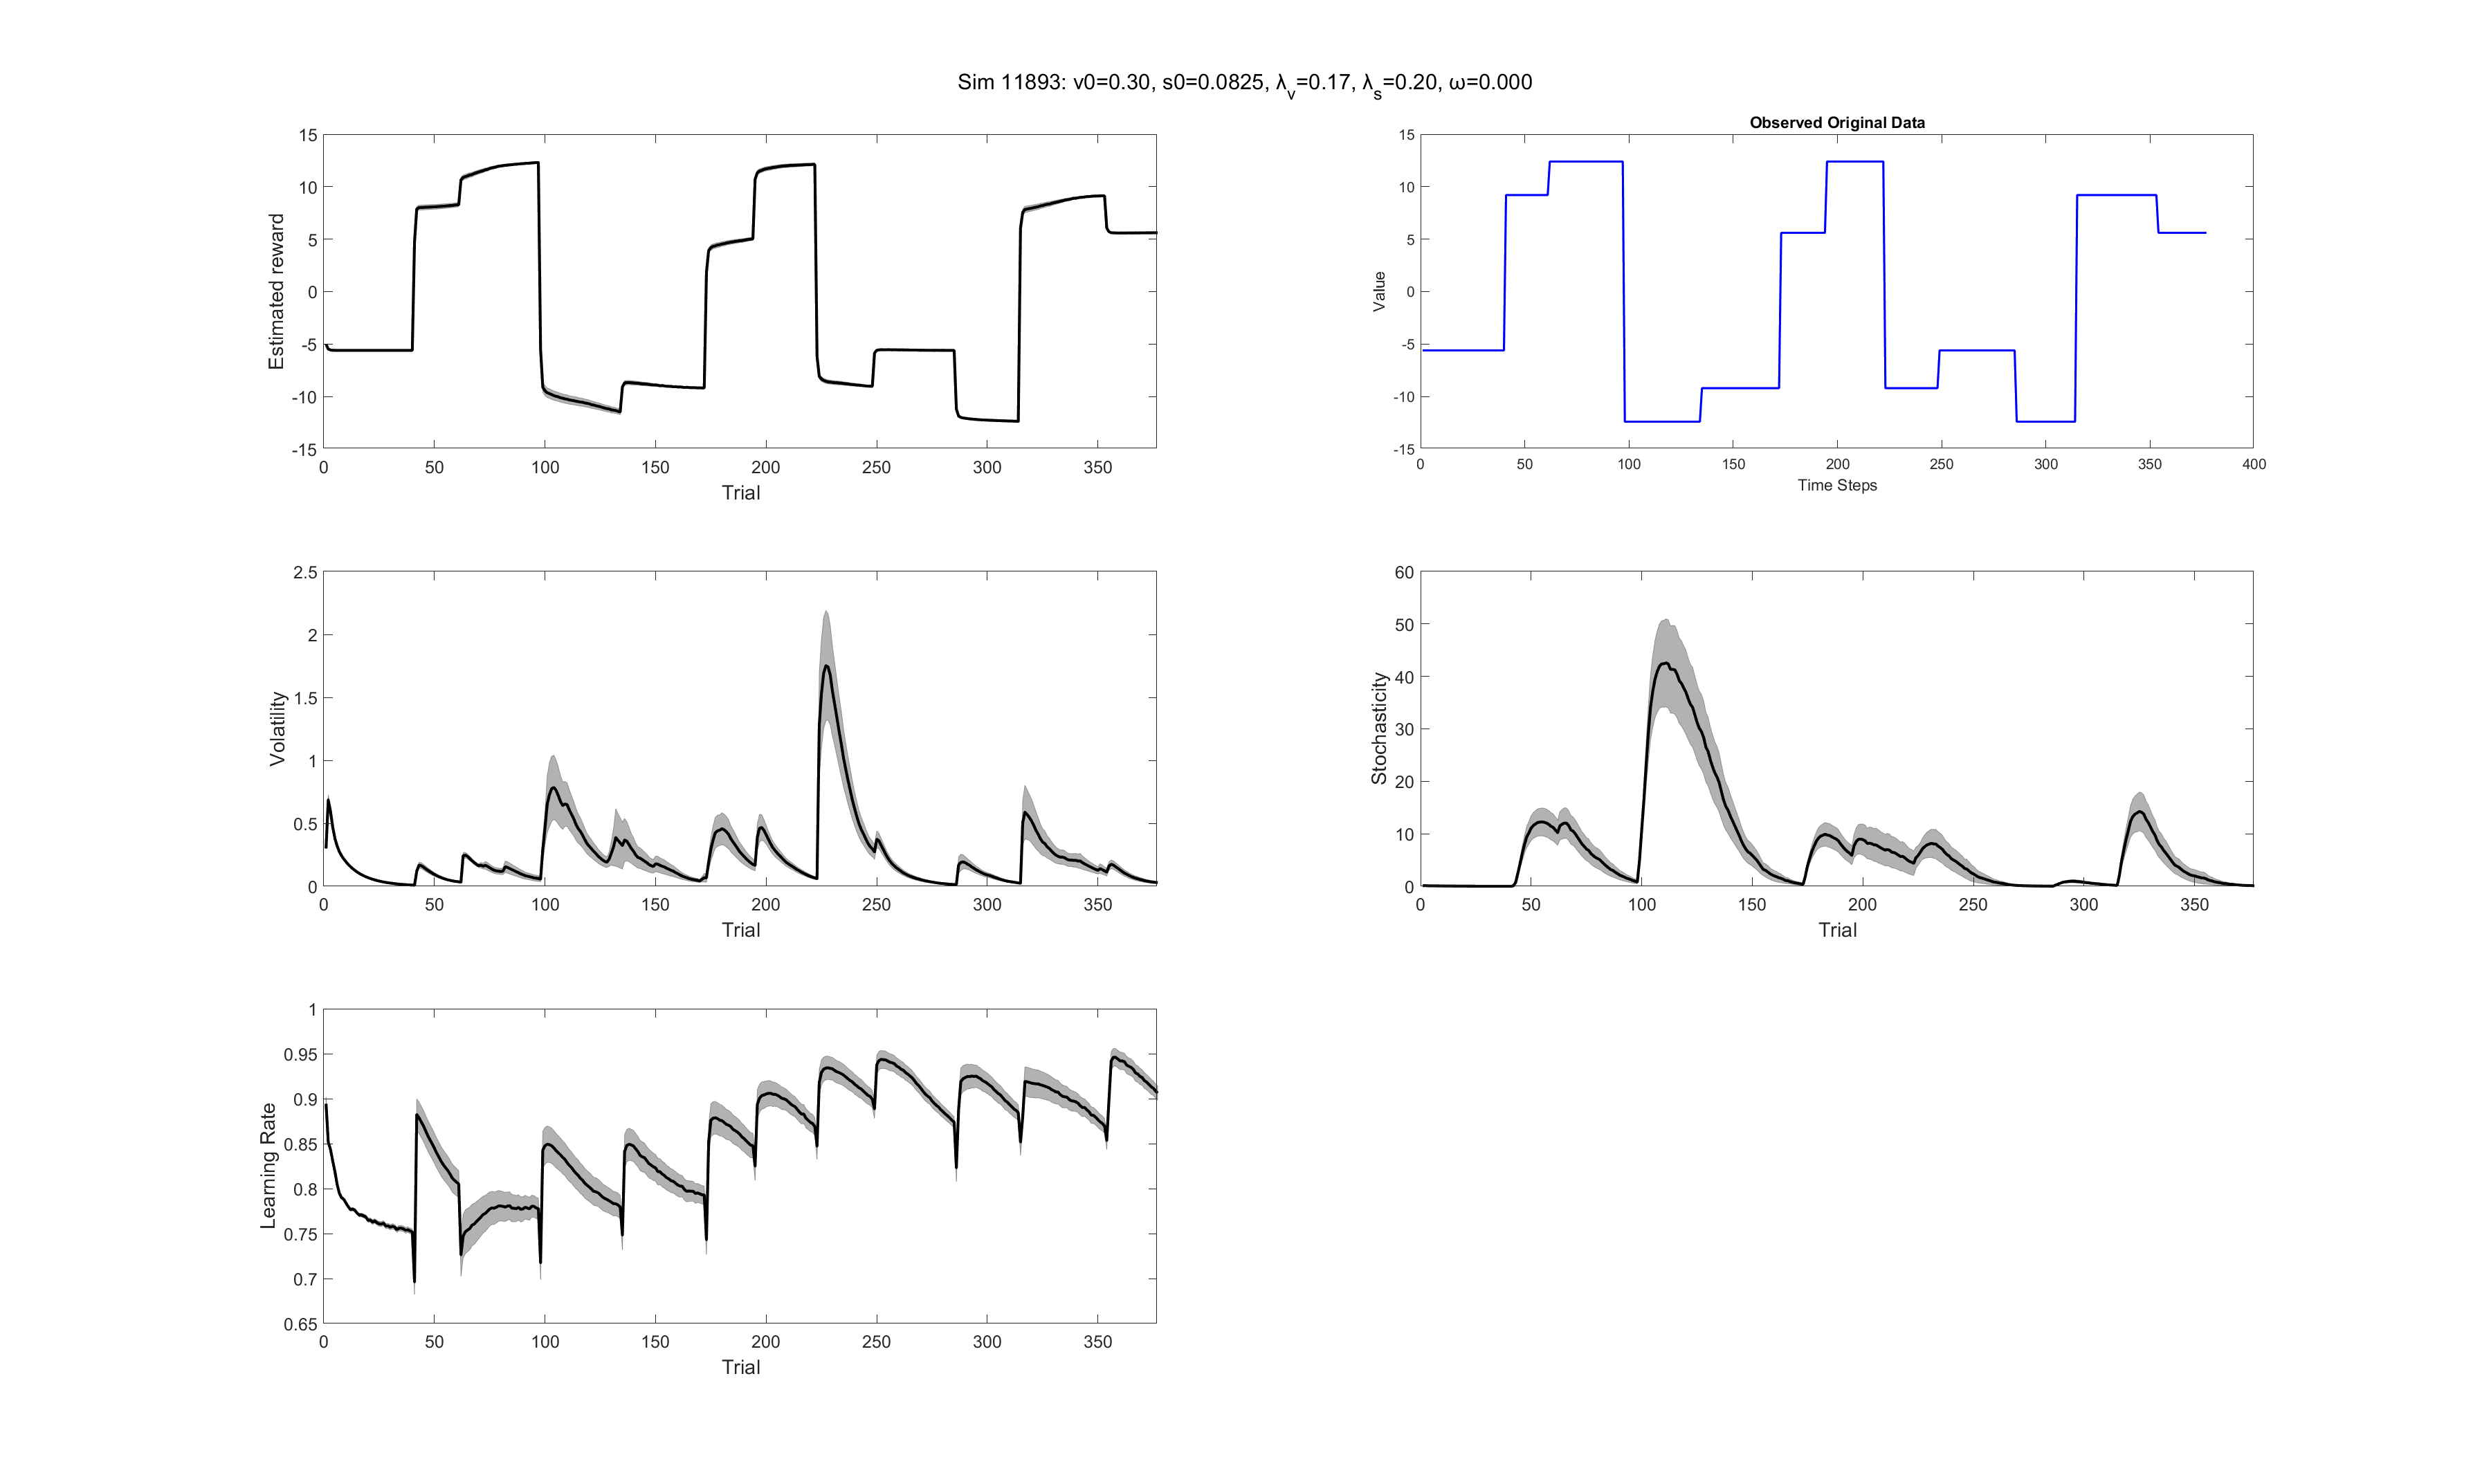 Sim 11893: v0=0.30, s0=0.0825, λv=0.17, λs=0.20, ω=0.000
15
10
5
0
-5
-10
-15
Estimated reward
0 50 100 150 200 250 300 350
Trial
Observed Original Data
15
10
5
0
-5
-10
-15
Value
0 50 100 150 200 250 300 350 400
Time Steps
2.5
2
1.5
1
0.5
0
Volatility
0 50 100 150 200 250 300 350
Trial
60
50
40
30
20
10
0
Stochasticity
0 50 100 150 200 250 300 350
Trial
1
0.95
0.9
0.85
0.8
0.75
0.7
0.65
Learning Rate
0 50 100 150 200 250 300 350
Trial